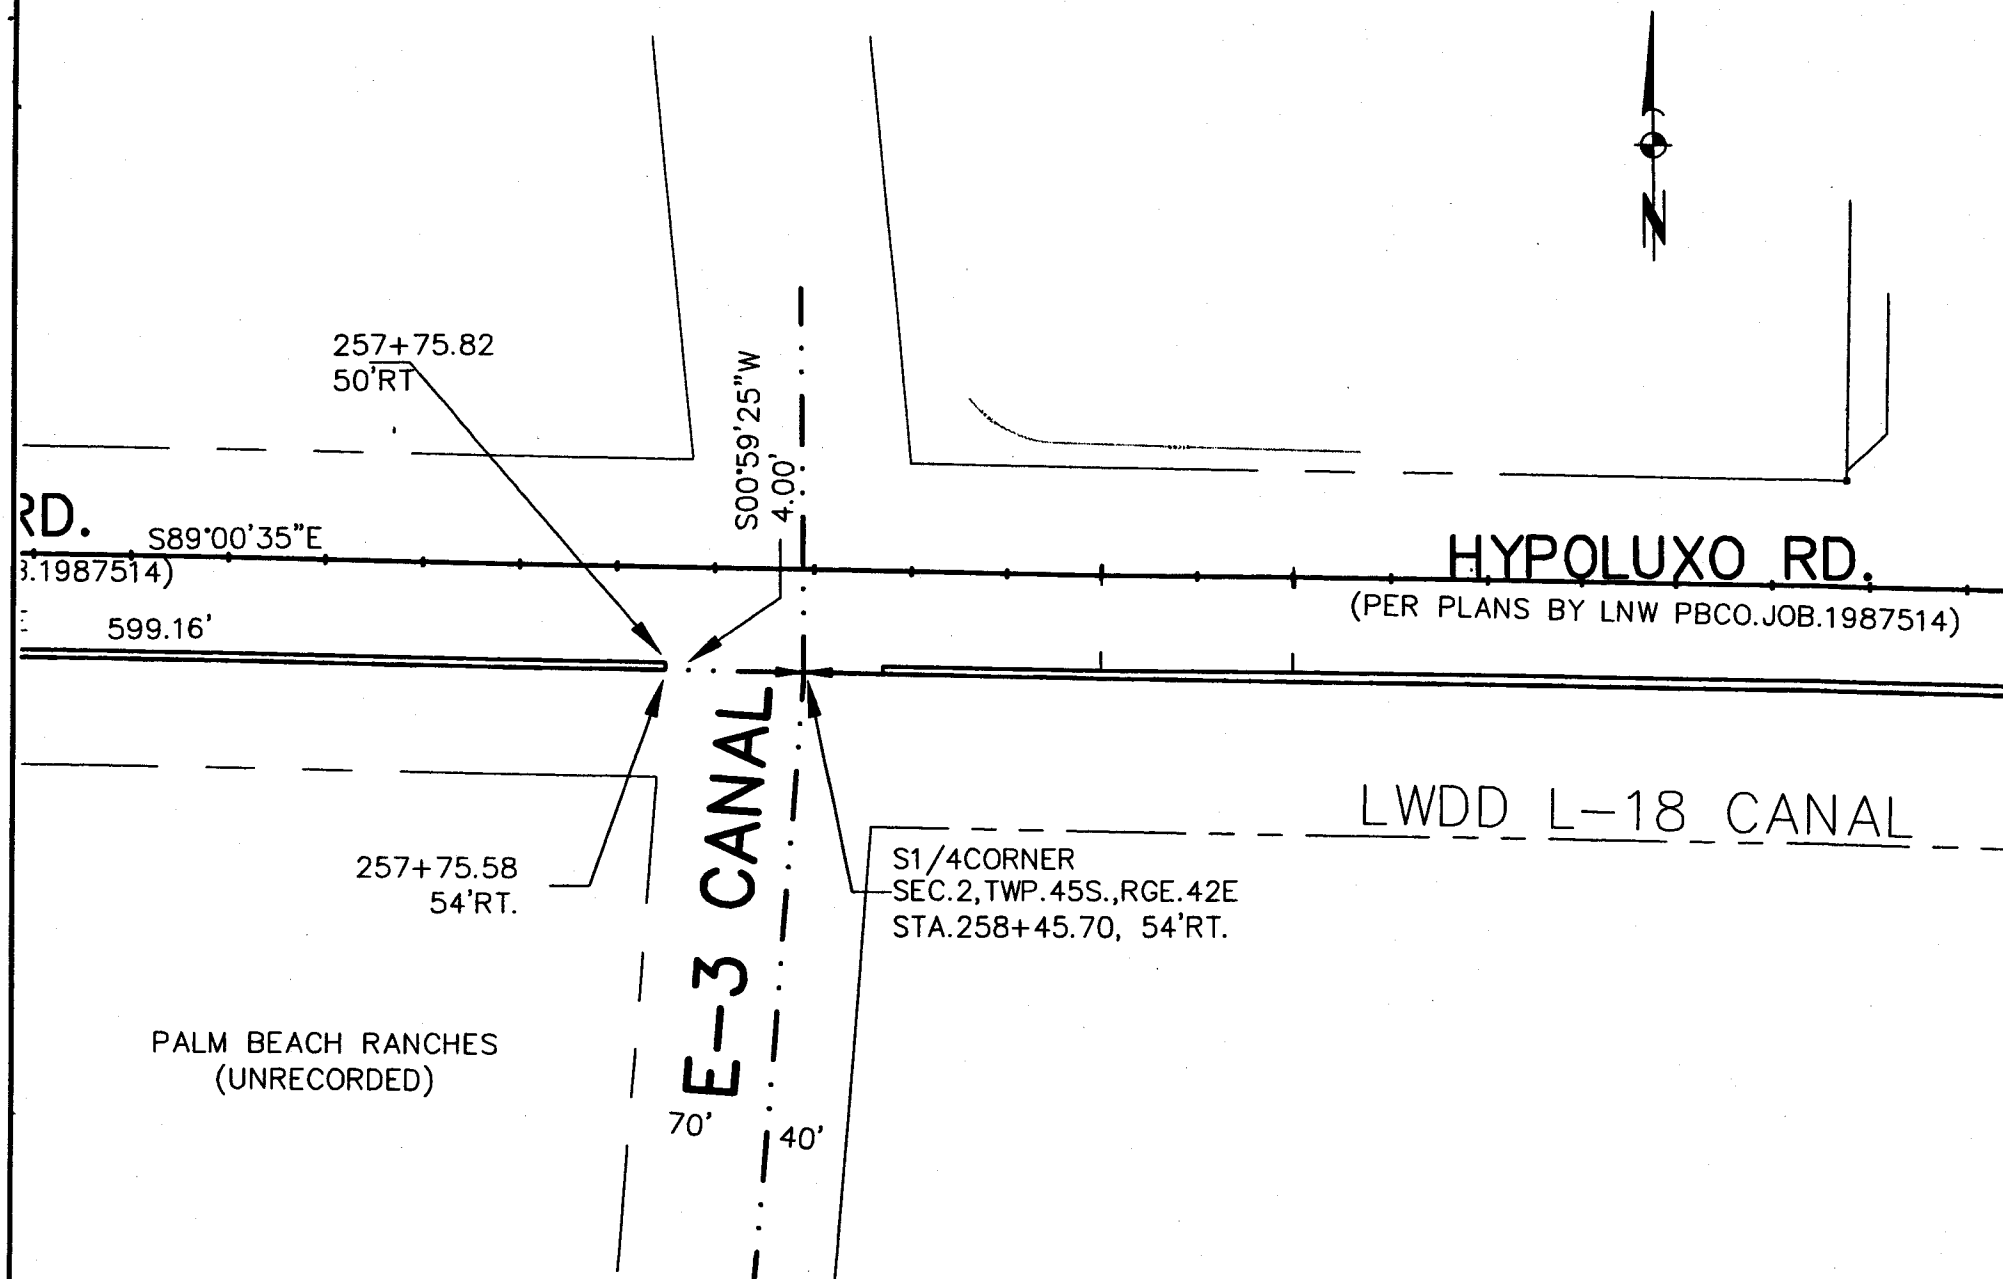 N
257+75.82
50'RT
S00°59'25"W
4.00'
RD.
S89°00'35"E
.1987514)
599.16'
HYPOLUXO RD.
(PER PLANS BY LNW PBCO.JOB.1987514)
E-3 CANAL
LWDD L-18 CANAL
257+75.58
54'RT.
S1/4CORNER
SEC.2,TWP.45S.,RGE.42E
STA.258+45.70, 54'RT.
PALM BEACH RANCHES
(UNRECORDED)
70'
40'